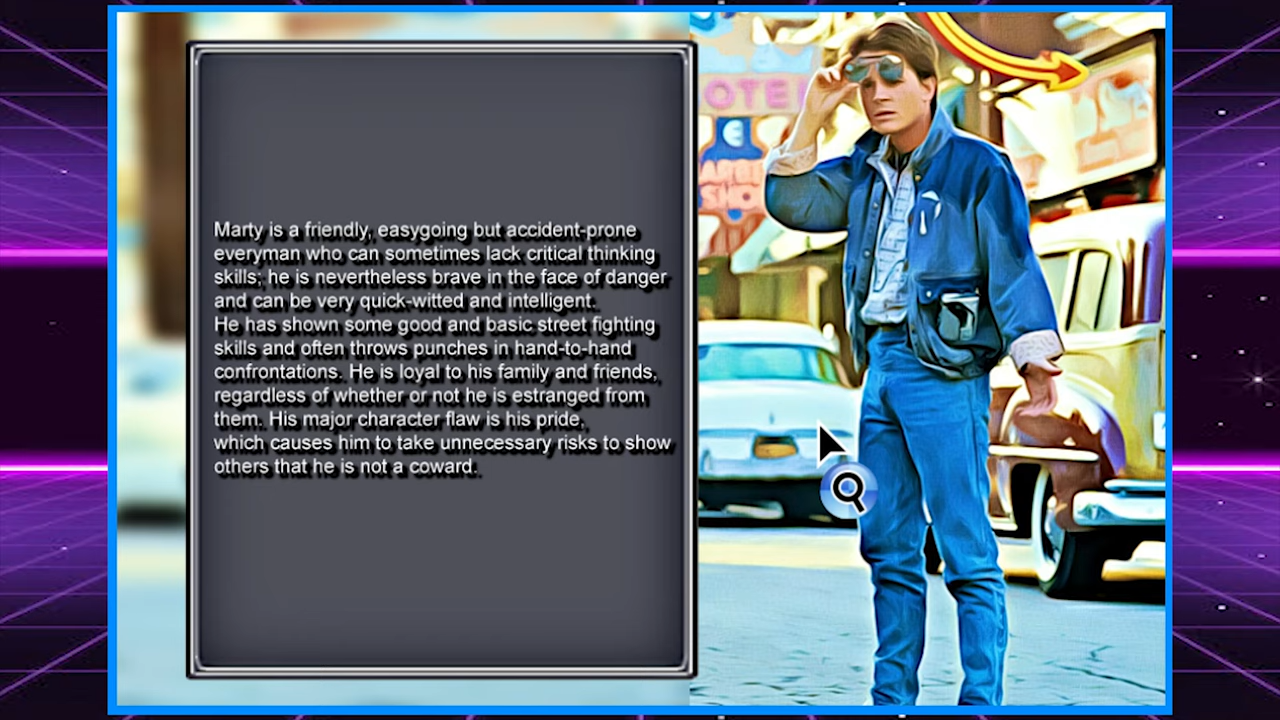 Marty is a friendly, easygoing but accident-prone
everyman who can sometimes lack critical thinking
skills; he is nevertheless brave in the face of danger
and can be very quick-witted and intelligent.
He has shown some good and basic street fighting
skills and often throws punches in hand-to-hand
confrontations. He is loyal to his family and friends,
regardless of whether or not he is estranged from
them. His major character flaw is his pride,
which causes him to take unnecessary risks to show
others that he is not a coward.
OTE
SHO